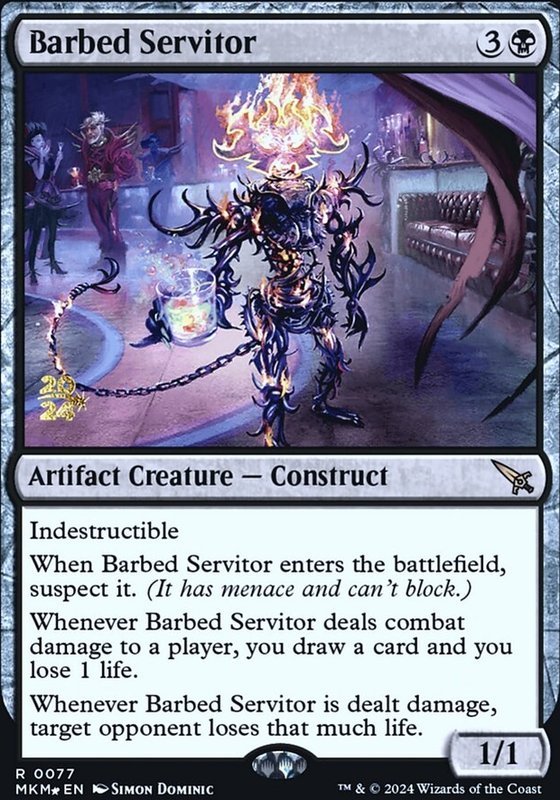 Barbed Servitor 3
20
24
Artifact Creature — Construct
Indestructible
When Barbed Servitor enters the battlefield,
suspect it. (It has menace and can't block.)
Whenever Barbed Servitor deals combat
damage to a player, you draw a card and you
lose 1 life.
Whenever Barbed Servitor is dealt damage,
target opponent loses that much life.
1/1
R 0077
MKM★EN Simon Dominic
™ & © 2024 Wizards of the Coast